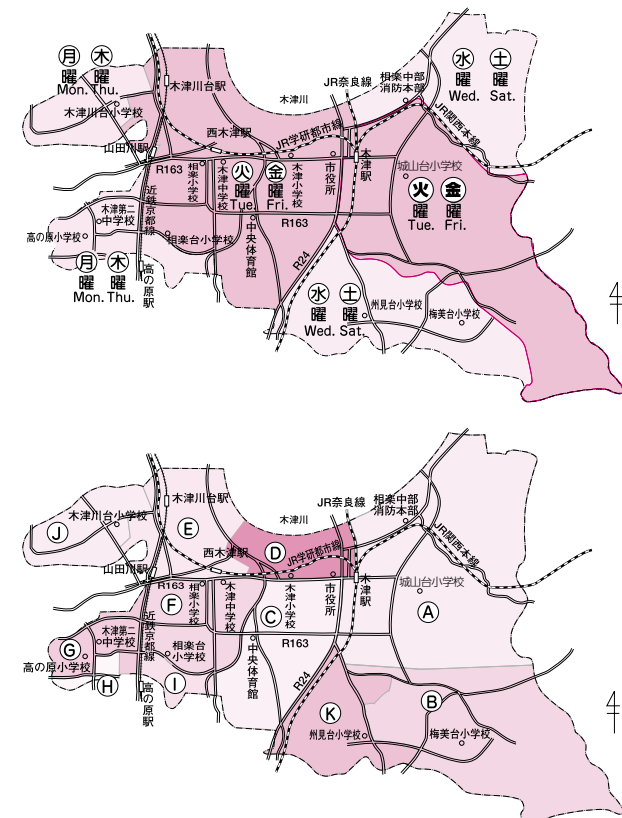 月 木
曜 曜
Mon. Thu.
木津川台駅
木津川台小学校
木津川
JR奈良線
相楽中部
消防本部
水 土
曜 曜
Wed. Sat.
JR関西本線
西木津駅
JR学研都市線
山田川駅
R163
相楽小学校
木津中学校
火 金
曜 曜
Tue. Fri.
木津小学校
市役所
木津駅
城山台小学校
火 金
曜 曜
Tue. Fri.
近鉄京都線
木津第二
中学校
高の原小学校
相楽台小学校
R163
中央体育館
月 木
曜 曜
Mon. Thu.
高の原駅
R24
水 土
曜 曜
Wed. Sat.
州見台小学校
梅美台小学校
木津川台駅
木津川台小学校
J
E
木津川
JR奈良線
相楽中部
消防本部
JR関西本線
西木津駅
D
JR学研都市線
山田川駅
R163
相楽小学校
木津中学校
F
C
木津小学校
市役所
木津駅
城山台小学校
A
近鉄京都線
木津第二
中学校
G
高の原小学校
相楽台
小学校
R163
中央体育館
H
I
高の原駅
R24
K
B
州見台小学校
梅美台小学校